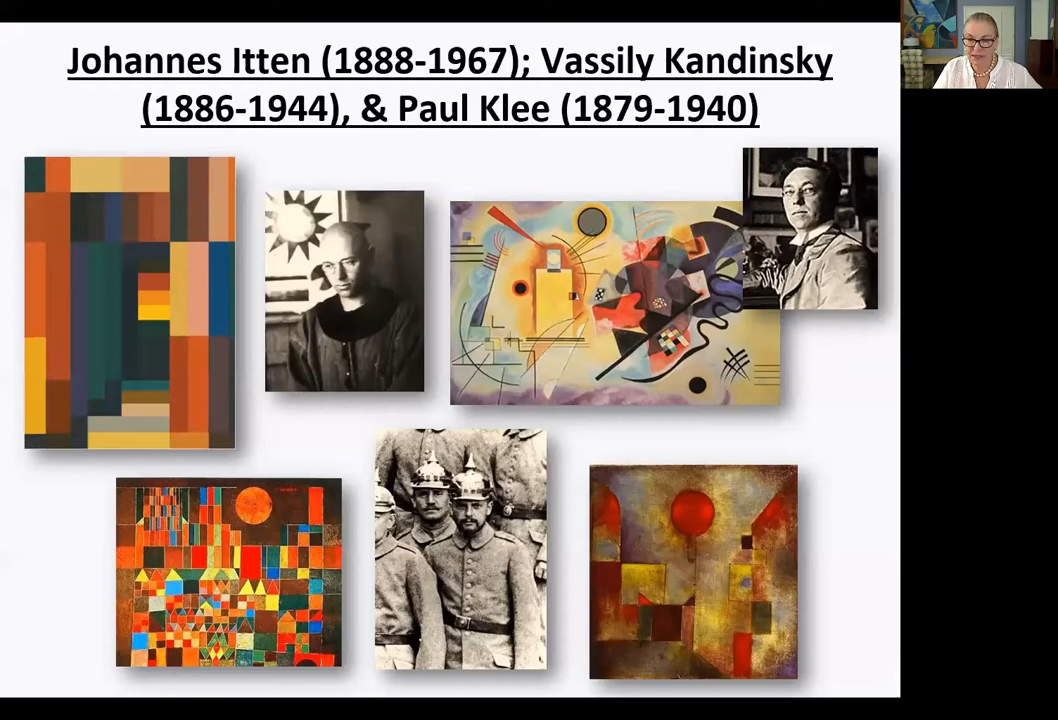 Johannes Itten (1888-1967); Vassily Kandinsky
(1886-1944), & Paul Klee (1879-1940)